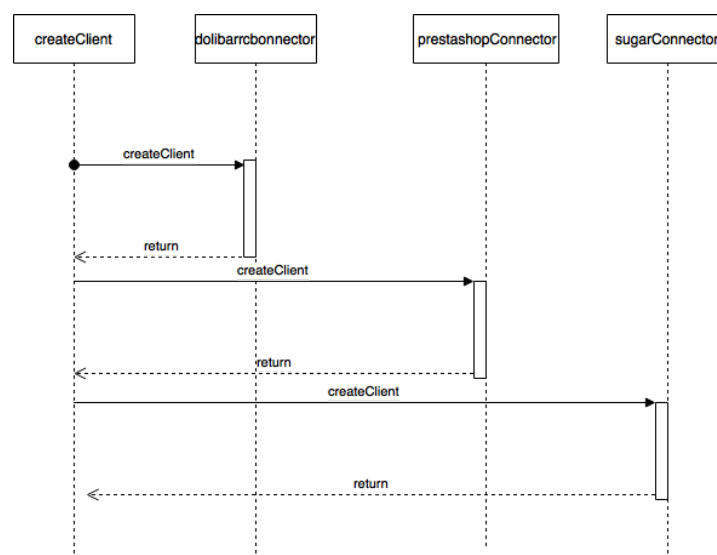 createClient
dolibarrcbonnector
prestashopConnector
sugarConnector
createClient
return
createClient
return
createClient
return